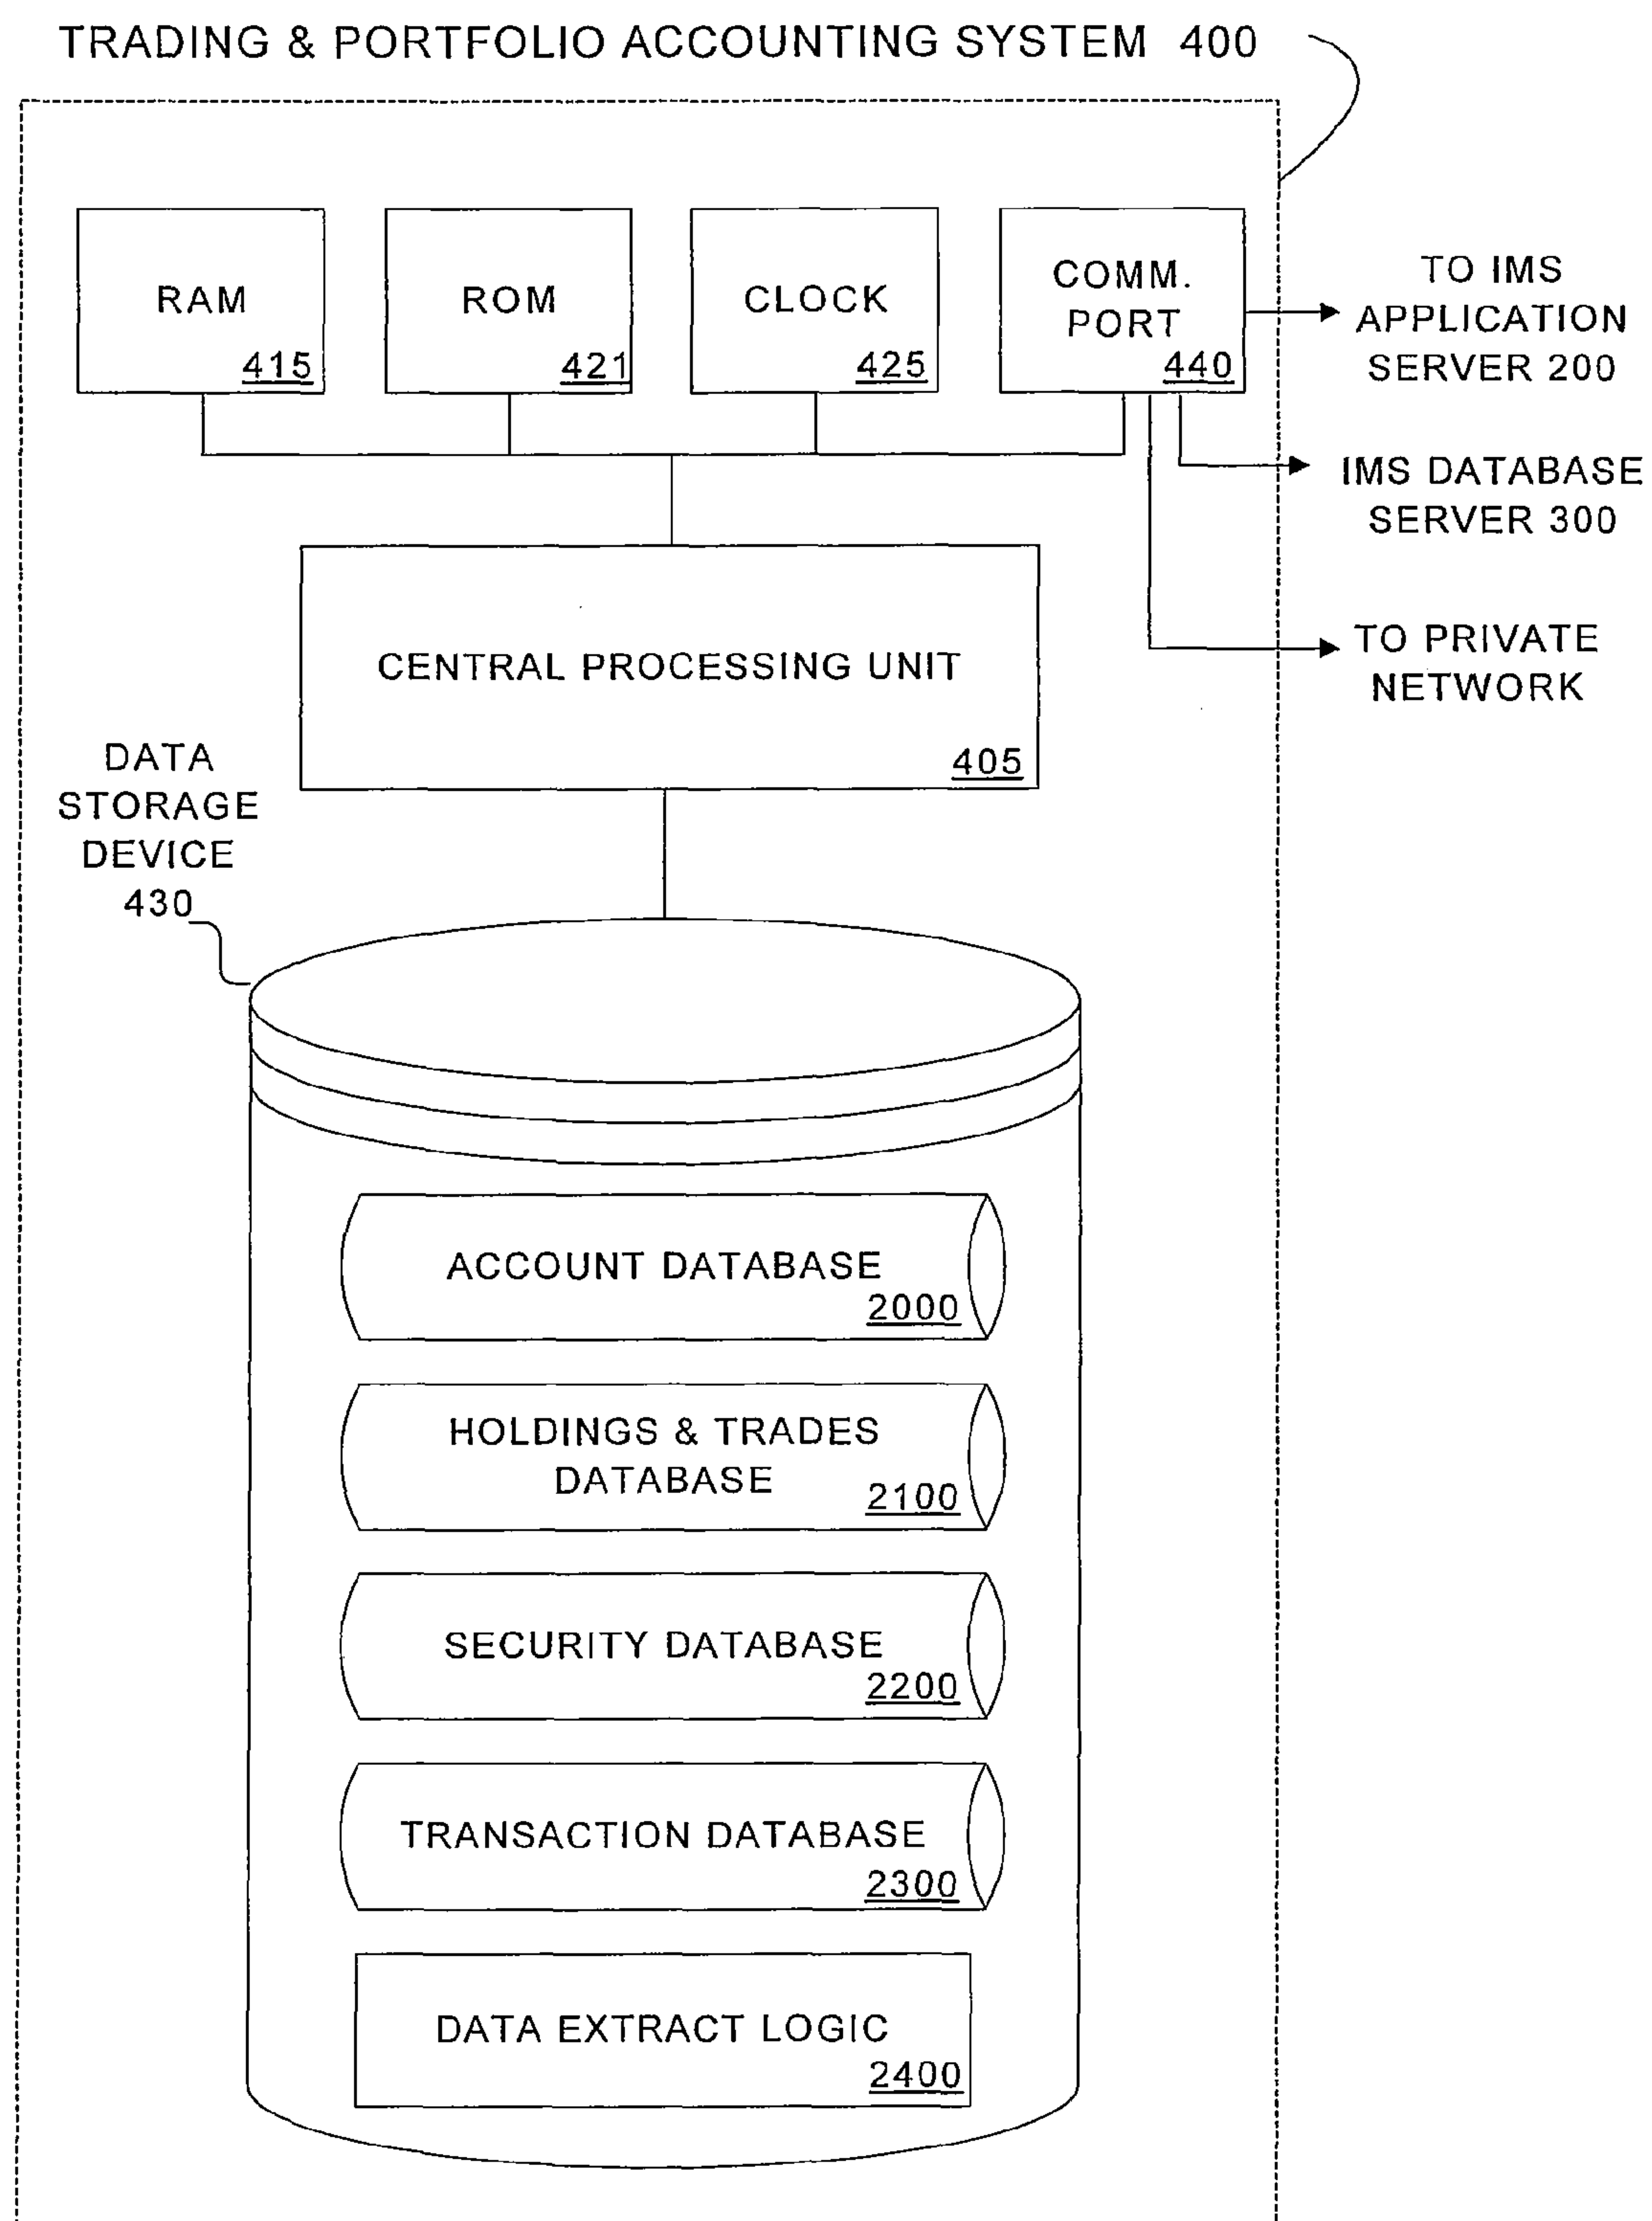 TRADING & PORTFOLIO ACCOUNTING SYSTEM 400
RAM
415
ROM
421
CLOCK
425
COMM.
PORT
440
TO IMS
APPLICATION
SERVER 200
IMS DATABASE
SERVER 300
TO PRIVATE
NETWORK
CENTRAL PROCESSING UNIT
405
DATA
STORAGE
DEVICE
430
ACCOUNT DATABASE
2000
HOLDINGS & TRADES
DATABASE
2100
SECURITY DATABASE
2200
TRANSACTION DATABASE
2300
DATA EXTRACT LOGIC
2400